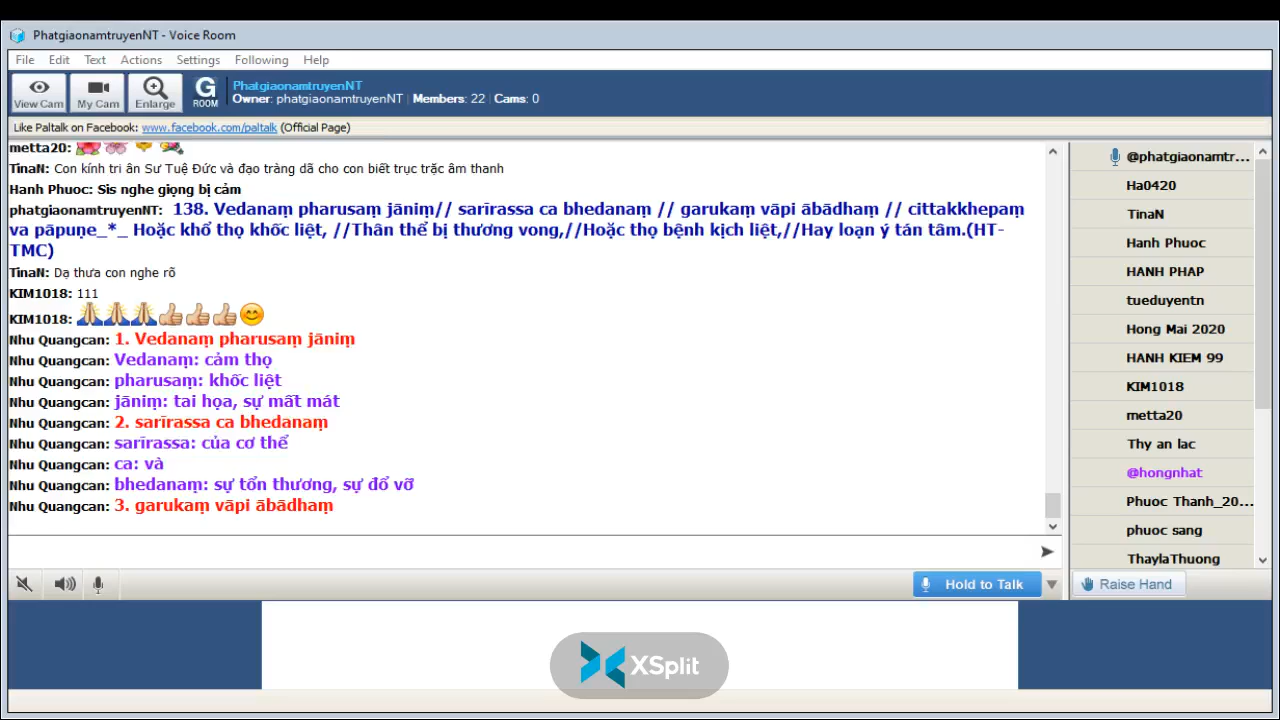 PhatgiaonamtruyenNT - Voice Room
File Edit Text Actions Settings Following Help
View Cam My Cam Enlarge G ROOM
PhatgiaonamtruyenNT
Owner: phatgiaonamtruyenNT | Members: 22 | Cams: 0
Like Paltalk on Facebook: www.facebook.com/paltalk (Official Page)
metta20:
TinaN: Con kính tri ân Sư Tuệ Đức và đạo tràng dã cho con biết trục trặc âm thanh
Hanh Phuoc: Sis nghe giọng bị cảm
phatgiaonamtruyenNT: 138. Vedanaṃ pharusaṃ jāniṃ// sarīrassa ca bhedanaṃ // garukaṃ vāpi ābādhaṃ // cittakkhepaṃ
va pāpuṇe_*_ Hoặc khổ thọ khốc liệt, //Thân thể bị thương vong,//Hoặc thọ bệnh kịch liệt,//Hay loạn ý tán tâm.(HT-
TMC)
TinaN: Dạ thưa con nghe rõ
KIM1018: 111
KIM1018:
Nhu Quangcan: 1. Vedanaṃ pharusaṃ jāniṃ
Nhu Quangcan: Vedanaṃ: cảm thọ
Nhu Quangcan: pharusaṃ: khốc liệt
Nhu Quangcan: jāniṃ: tai họa, sự mất mát
Nhu Quangcan: 2. sarīrassa ca bhedanaṃ
Nhu Quangcan: sarīrassa: của cơ thể
Nhu Quangcan: ca: và
Nhu Quangcan: bhedanaṃ: sự tổn thương, sự đổ vỡ
Nhu Quangcan: 3. garukaṃ vāpi ābādhaṃ
@phatgiaonamtr...
Ha0420
TinaN
Hanh Phuoc
HANH PHAP
tueduyentn
Hong Mai 2020
HANH KIEM 99
KIM1018
metta20
Thy an lac
@hongnhat
Phuoc Thanh_20...
phuoc sang
ThaylaThuong
Hold to Talk
Raise Hand
XSplit